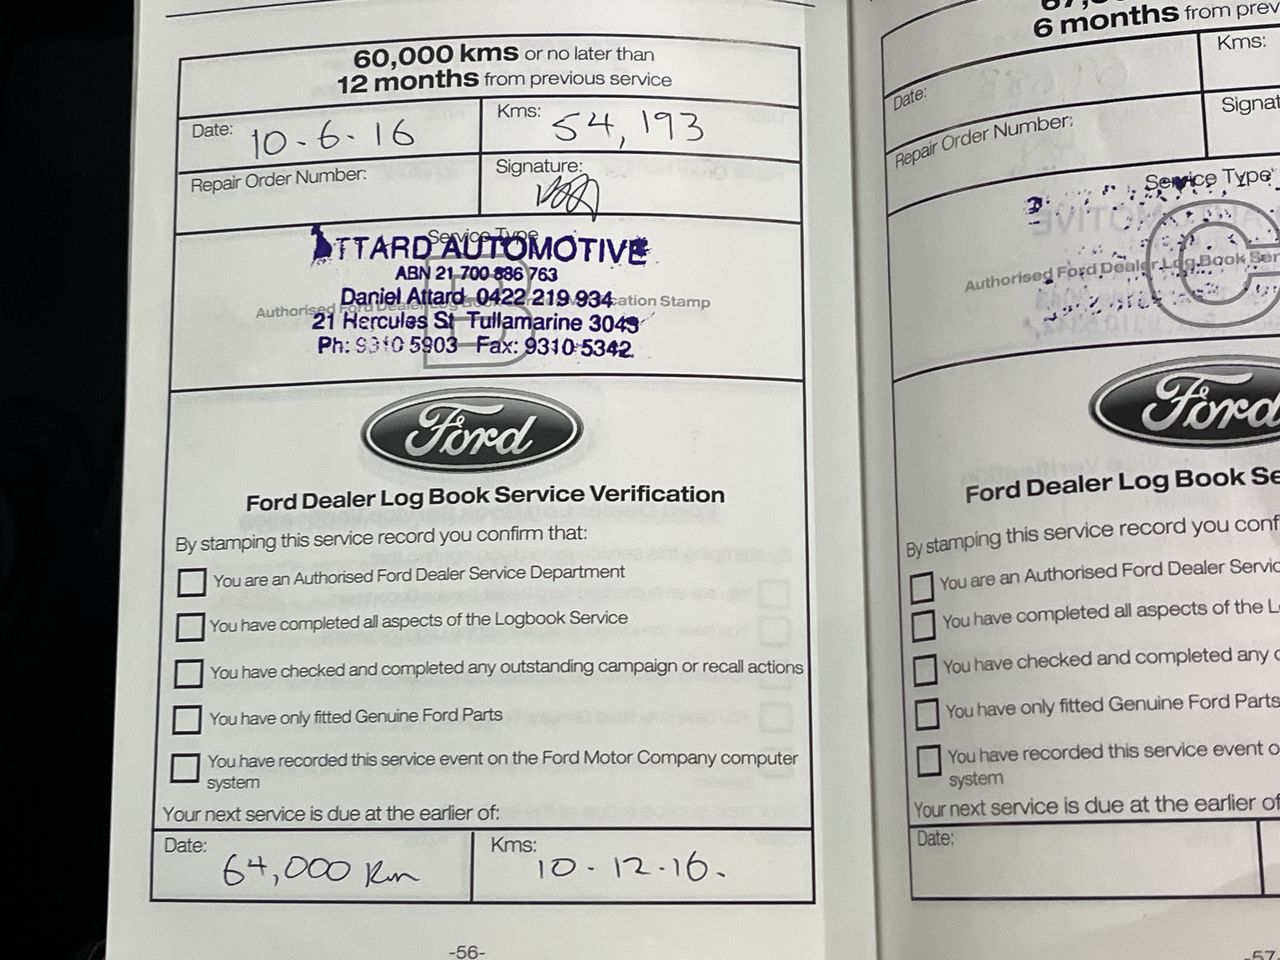 60,000 kms or no later than
12 months from previous service
Date: 10-6-16
Kms: 54,193
Repair Order Number:
Signature:
Service Type
ATTARD AUTOMOTIVE
ABN 21 700 886 763
Daniel Attard 0422 219 934
Authorised Ford Dealer Log Book cation Stamp
21 Hercules St Tullamarine 3043
Ph: 9310 5903 Fax: 9310 5342
B
Ford
Ford Dealer Log Book Service Verification
By stamping this service record you confirm that:
You are an Authorised Ford Dealer Service Department
You have completed all aspects of the Logbook Service
You have checked and completed any outstanding campaign or recall actions
You have only fitted Genuine Ford Parts
You have recorded this service event on the Ford Motor Company computer
system
Your next service is due at the earlier of:
Date: 64,000 Km
Kms: 10-12-16.
-56-
6 months from prev
Date:
Kms:
Repair Order Number:
Signat
Service Type
Authorised Ford Dealer Log Book Ser
C
Ford
Ford Dealer Log Book Se
By stamping this service record you conf
You are an Authorised Ford Dealer Servic
You have completed all aspects of the L
You have checked and completed any o
You have only fitted Genuine Ford Parts
You have recorded this service event o
system
Your next service is due at the earlier of
Date:
-57